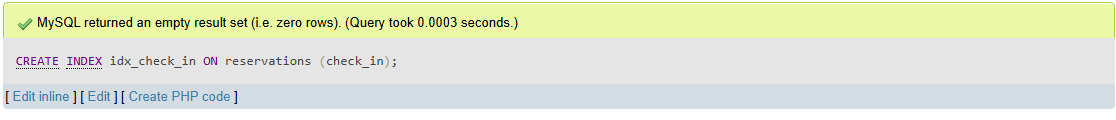 MySQL returned an empty result set (i.e. zero rows). (Query took 0.0003 seconds.)
CREATE INDEX idx_check_in ON reservations (check_in);
[ Edit inline ] [ Edit ] [ Create PHP code ]